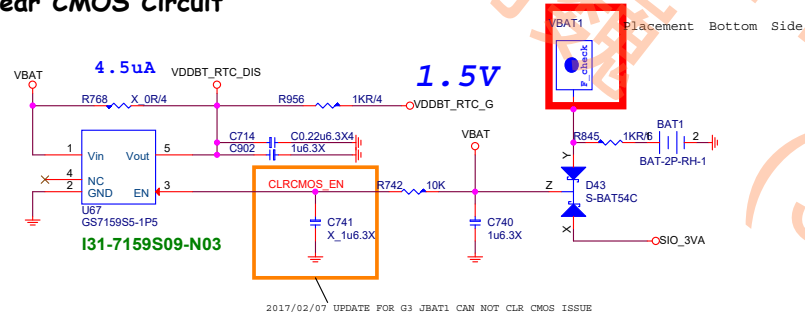 ear CMOS Circuit
VBAT1
Placement Bottom Side
F_check
4.5uA
VBAT
VDDBT_RTC_DIS
1.5V
R768 X_0R/4
R956 1KR/4
VDDBT_RTC_G
C714 C0.22u6.3X4
C902 1u6.3X
VBAT
R845 1KR/6
BAT1
1 2
BAT-2P-RH-1
1 Vin Vout 5
4 NC
2 GND EN 3
CLRCMOS_EN
R742 10K
Y
Z
X
D43
S-BAT54C
U67
GS7159S5-1P5
I31-7159S09-N03
C741
X_1u6.3X
C740
1u6.3X
SIO_3VA
2017/02/07 UPDATE FOR G3 JBAT1 CAN NOT CLR CMOS ISSUE